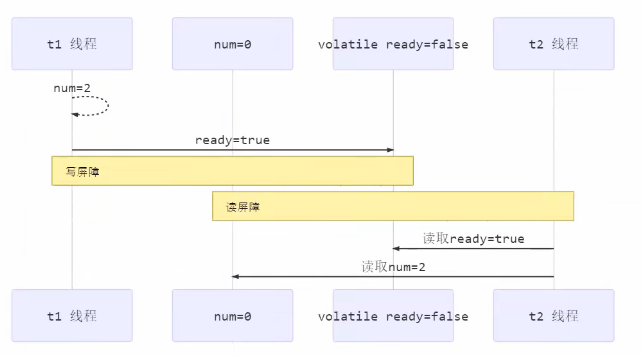 t1 线程
num=0
volatile ready=false
t2 线程
num=2
ready=true
写屏障
读屏障
读取ready=true
读取num=2
t1 线程
num=0
volatile ready=false
t2 线程